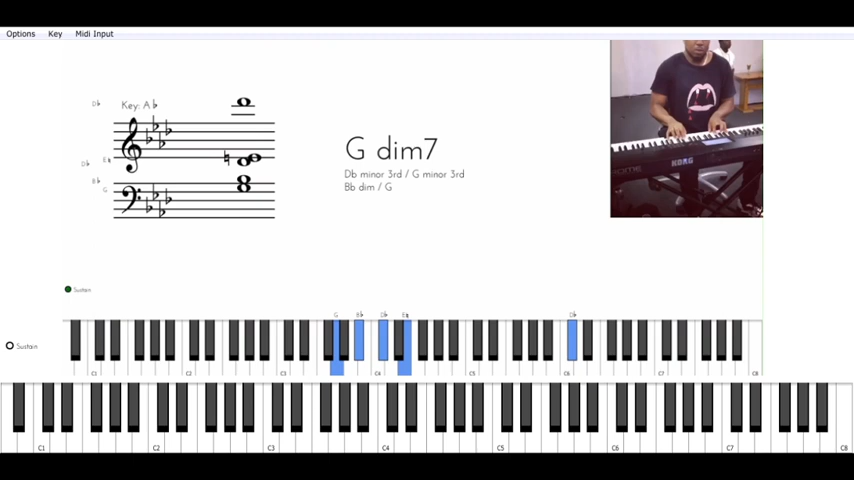 Options Key Midi Input
Db Key: A♭
G dim7
Db E♮
Db minor 3rd / G minor 3rd
Bb G
Bb dim / G
KORG
Sustain
G Bb Db E♮ Db
Sustain
C1 C2 C3 C4 C5 C6 C7 C8
C1 C2 C3 C4 C5 C6 C7 C8